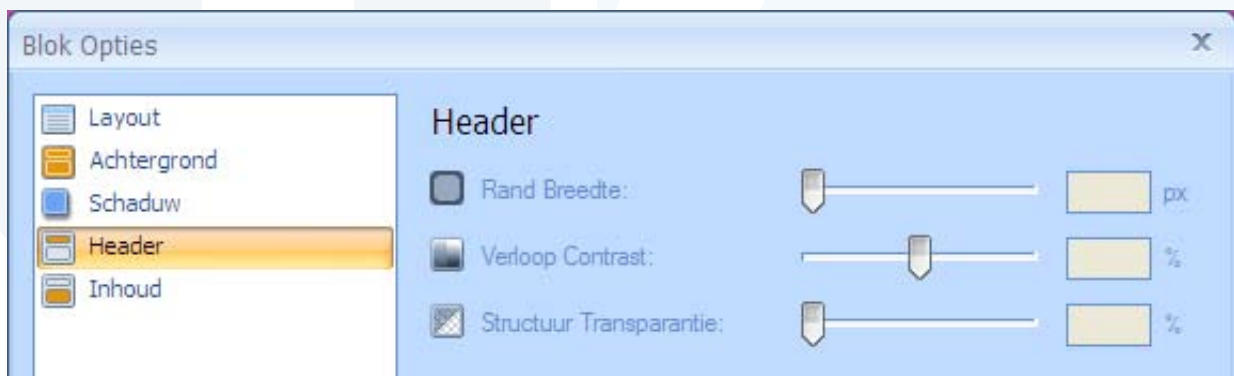 Blok Opties x
Layout
Achtergrond
Schaduw
Header
Inhoud
Header
Rand Breedte: px
Verloop Contrast: %
Structuur Transparantie: %